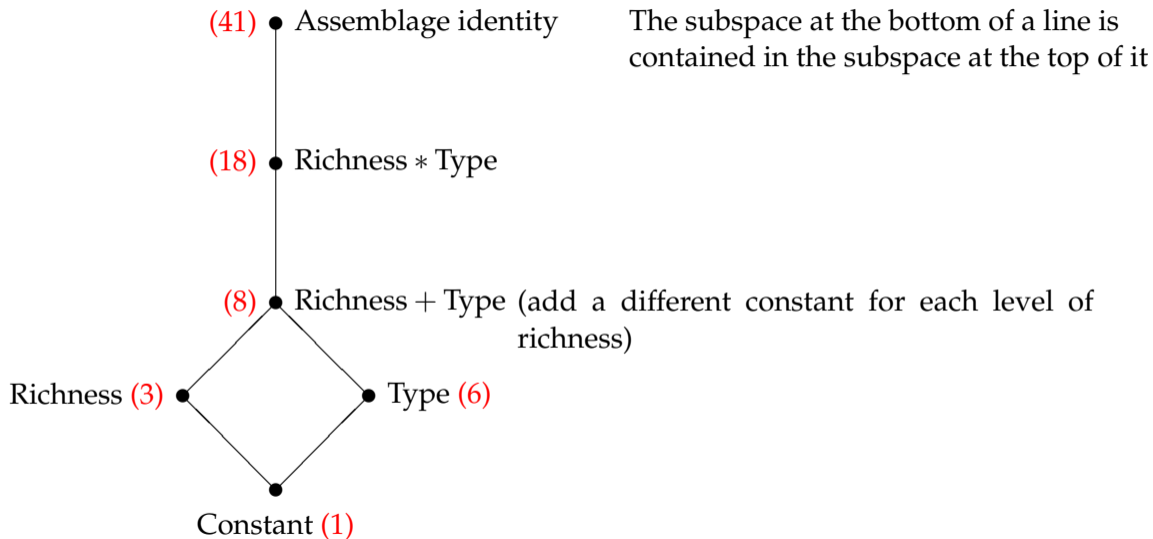 (41) Assemblage identity
The subspace at the bottom of a line is
contained in the subspace at the top of it
(18) Richness ∗ Type
(8) Richness + Type (add a different constant for each level of
richness)
Richness (3)
Type (6)
Constant (1)